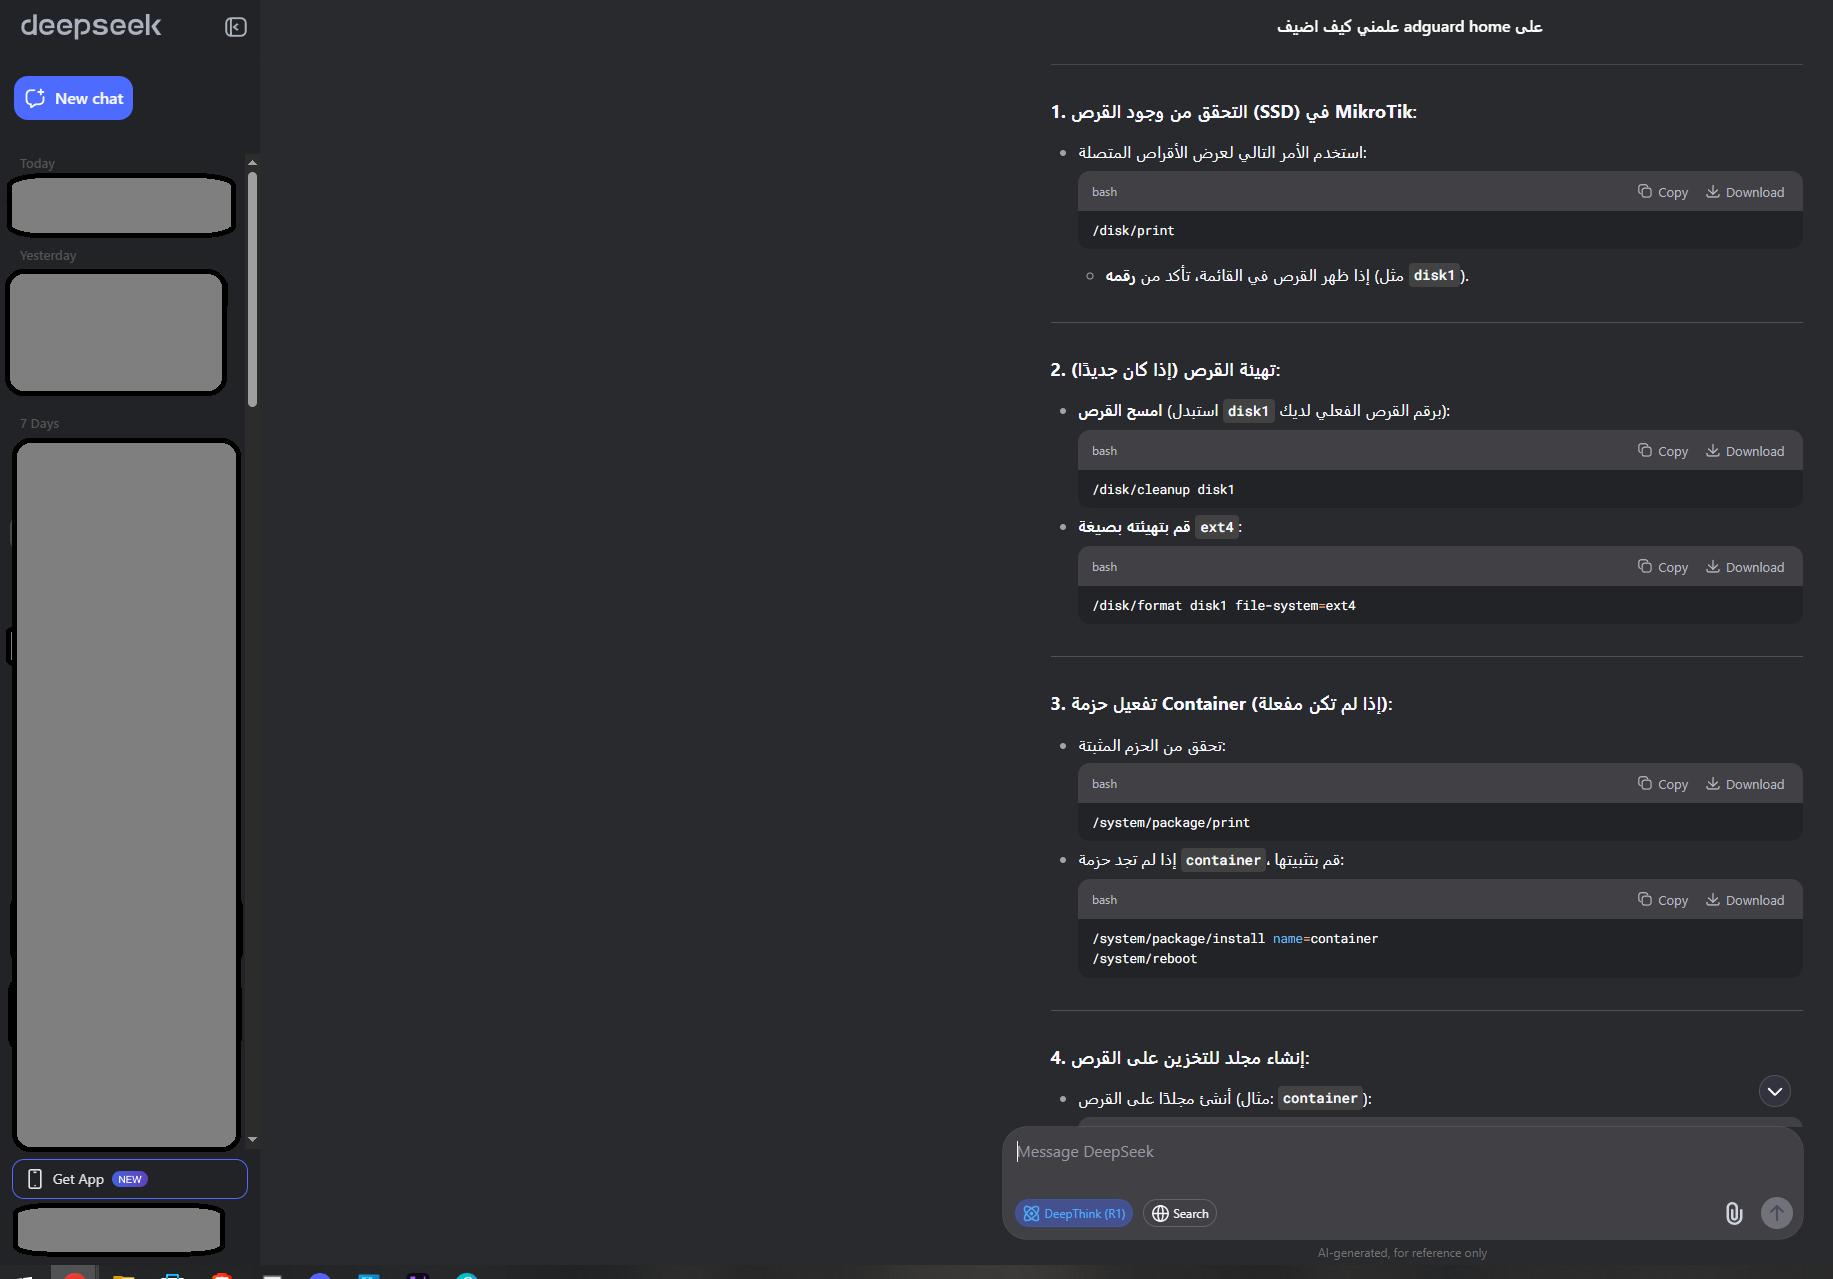 deepseek
New chat
Today
Yesterday
7 Days
Get App NEW
علمني كيف اضيف adguard home على
1. التحقق من وجود القرص (SSD) في MikroTik:
استخدم الأمر التالي لعرض الأقراص المتصلة:
bash Copy Download
/disk/print
إذا ظهر القرص في القائمة، تأكد من رقمه (مثل disk1).
2. تهيئة القرص (إذا كان جديدًا):
امسح القرص (استبدل disk1 برقم القرص الفعلي لديك):
bash Copy Download
/disk/cleanup disk1
قم بتهيئته بصيغة ext4:
bash Copy Download
/disk/format disk1 file-system=ext4
3. تفعيل حزمة Container (إذا لم تكن مفعلة):
تحقق من الحزم المثبتة:
bash Copy Download
/system/package/print
إذا لم تجد حزمة container، قم بتثبيتها:
bash Copy Download
/system/package/install name=container
/system/reboot
4. إنشاء مجلد للتخزين على القرص:
أنشئ مجلدًا على القرص (مثال: container):
Message DeepSeek
DeepThink (R1) Search
AI-generated, for reference only